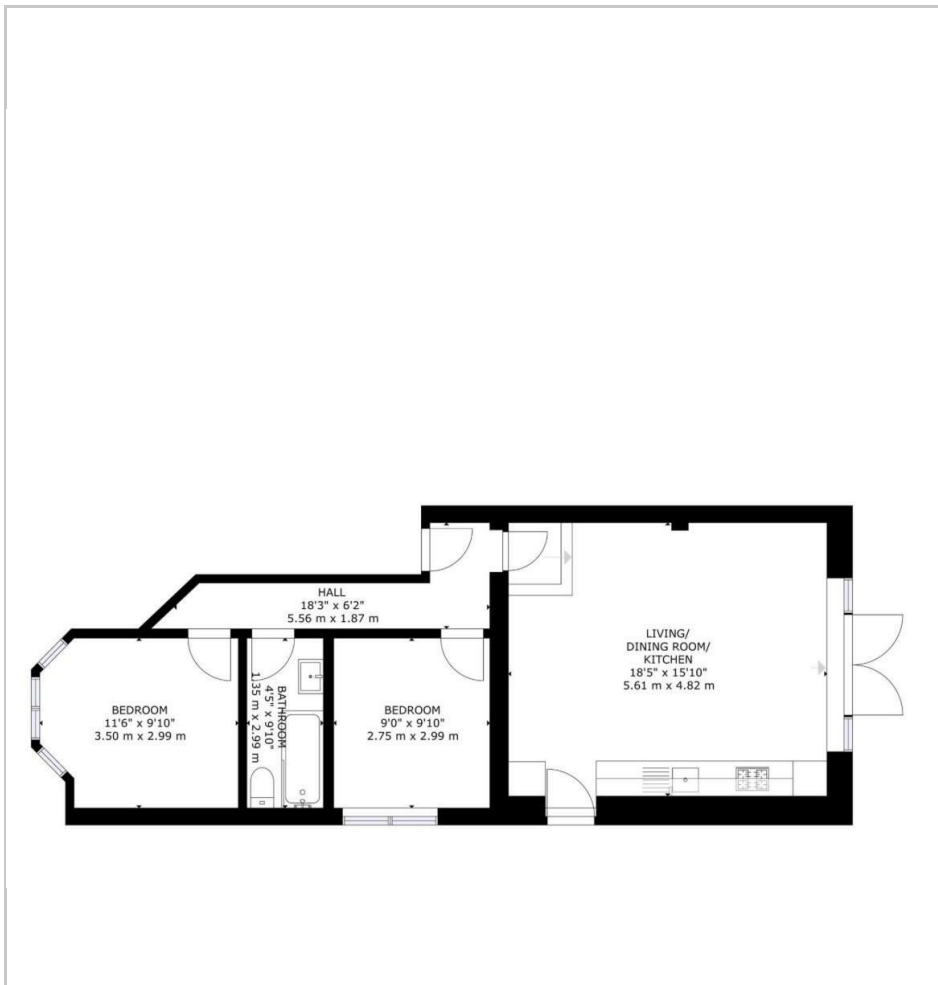 HALL
18'3" x 6'2"
5.56 m x 1.87 m
LIVING/
DINING ROOM/
KITCHEN
18'5" x 15'10"
5.61 m x 4.82 m
BEDROOM
11'6" x 9'10"
3.50 m x 2.99 m
BATHROOM
4'5" x 9'10"
1.35 m x 2.99 m
BEDROOM
9'0" x 9'10"
2.75 m x 2.99 m